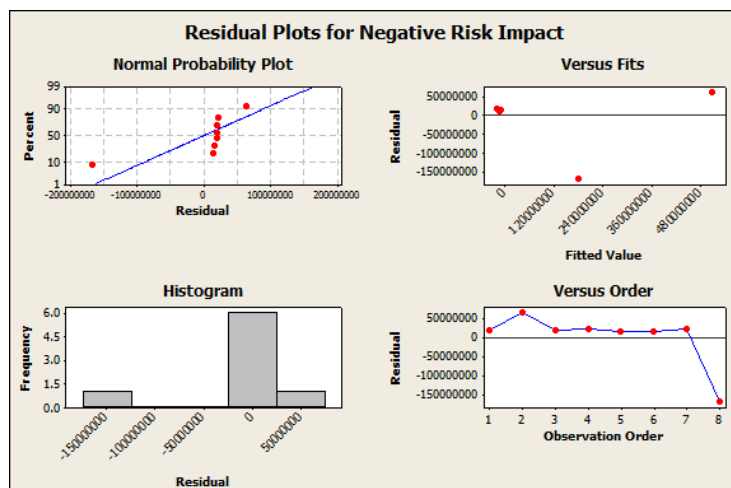 Residual Plots for Negative Risk Impact
Normal Probability Plot
Percent
99
90
50
10
1
-200000000 -100000000 0 100000000 200000000
Residual
Versus Fits
Residual
50000000
0
-50000000
-100000000
-150000000
0 120000000 240000000 360000000 480000000
Fitted Value
Histogram
Frequency
6.0
4.5
3.0
1.5
0.0
-150000000 -100000000 -50000000 0 50000000
Residual
Versus Order
Residual
50000000
0
-50000000
-100000000
-150000000
1 2 3 4 5 6 7 8
Observation Order